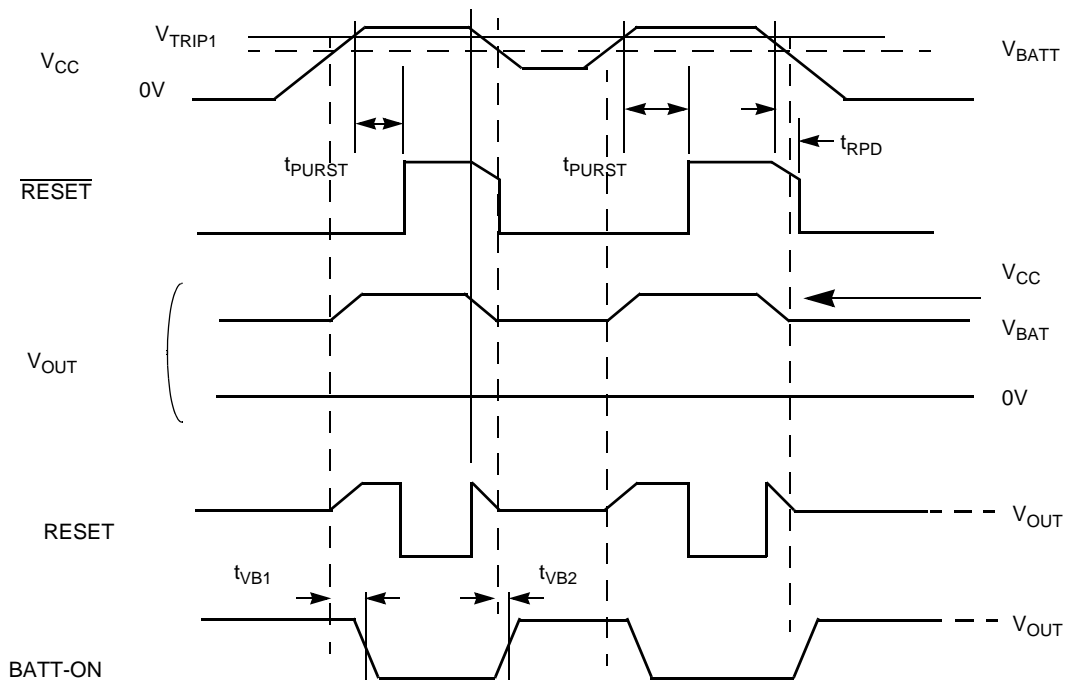 VTRIP1
VCC
VBATT
0V
tPURST
tPURST
tRPD
RESET
VCC
VBAT
VOUT
0V
RESET
VOUT
tVB1
tVB2
VOUT
BATT-ON